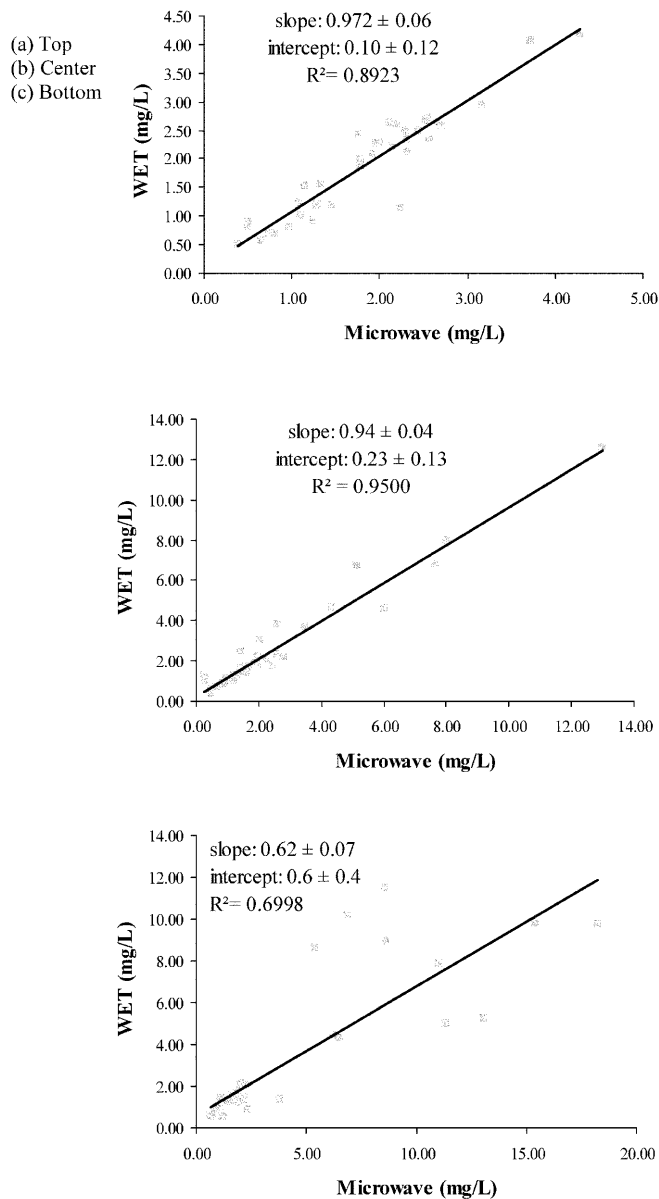 (a) Top
(b) Center
(c) Bottom
slope: 0.972 ± 0.06
intercept: 0.10 ± 0.12
R²= 0.8923
WET (mg/L)
4.50
4.00
3.50
3.00
2.50
2.00
1.50
1.00
0.50
0.00
0.00 1.00 2.00 3.00 4.00 5.00
Microwave (mg/L)
slope: 0.94 ± 0.04
intercept: 0.23 ± 0.13
R² = 0.9500
WET (mg/L)
14.00
12.00
10.00
8.00
6.00
4.00
2.00
0.00
0.00 2.00 4.00 6.00 8.00 10.00 12.00 14.00
Microwave (mg/L)
slope: 0.62 ± 0.07
intercept: 0.6 ± 0.4
R²= 0.6998
WET (mg/L)
14.00
12.00
10.00
8.00
6.00
4.00
2.00
0.00
0.00 5.00 10.00 15.00 20.00
Microwave (mg/L)